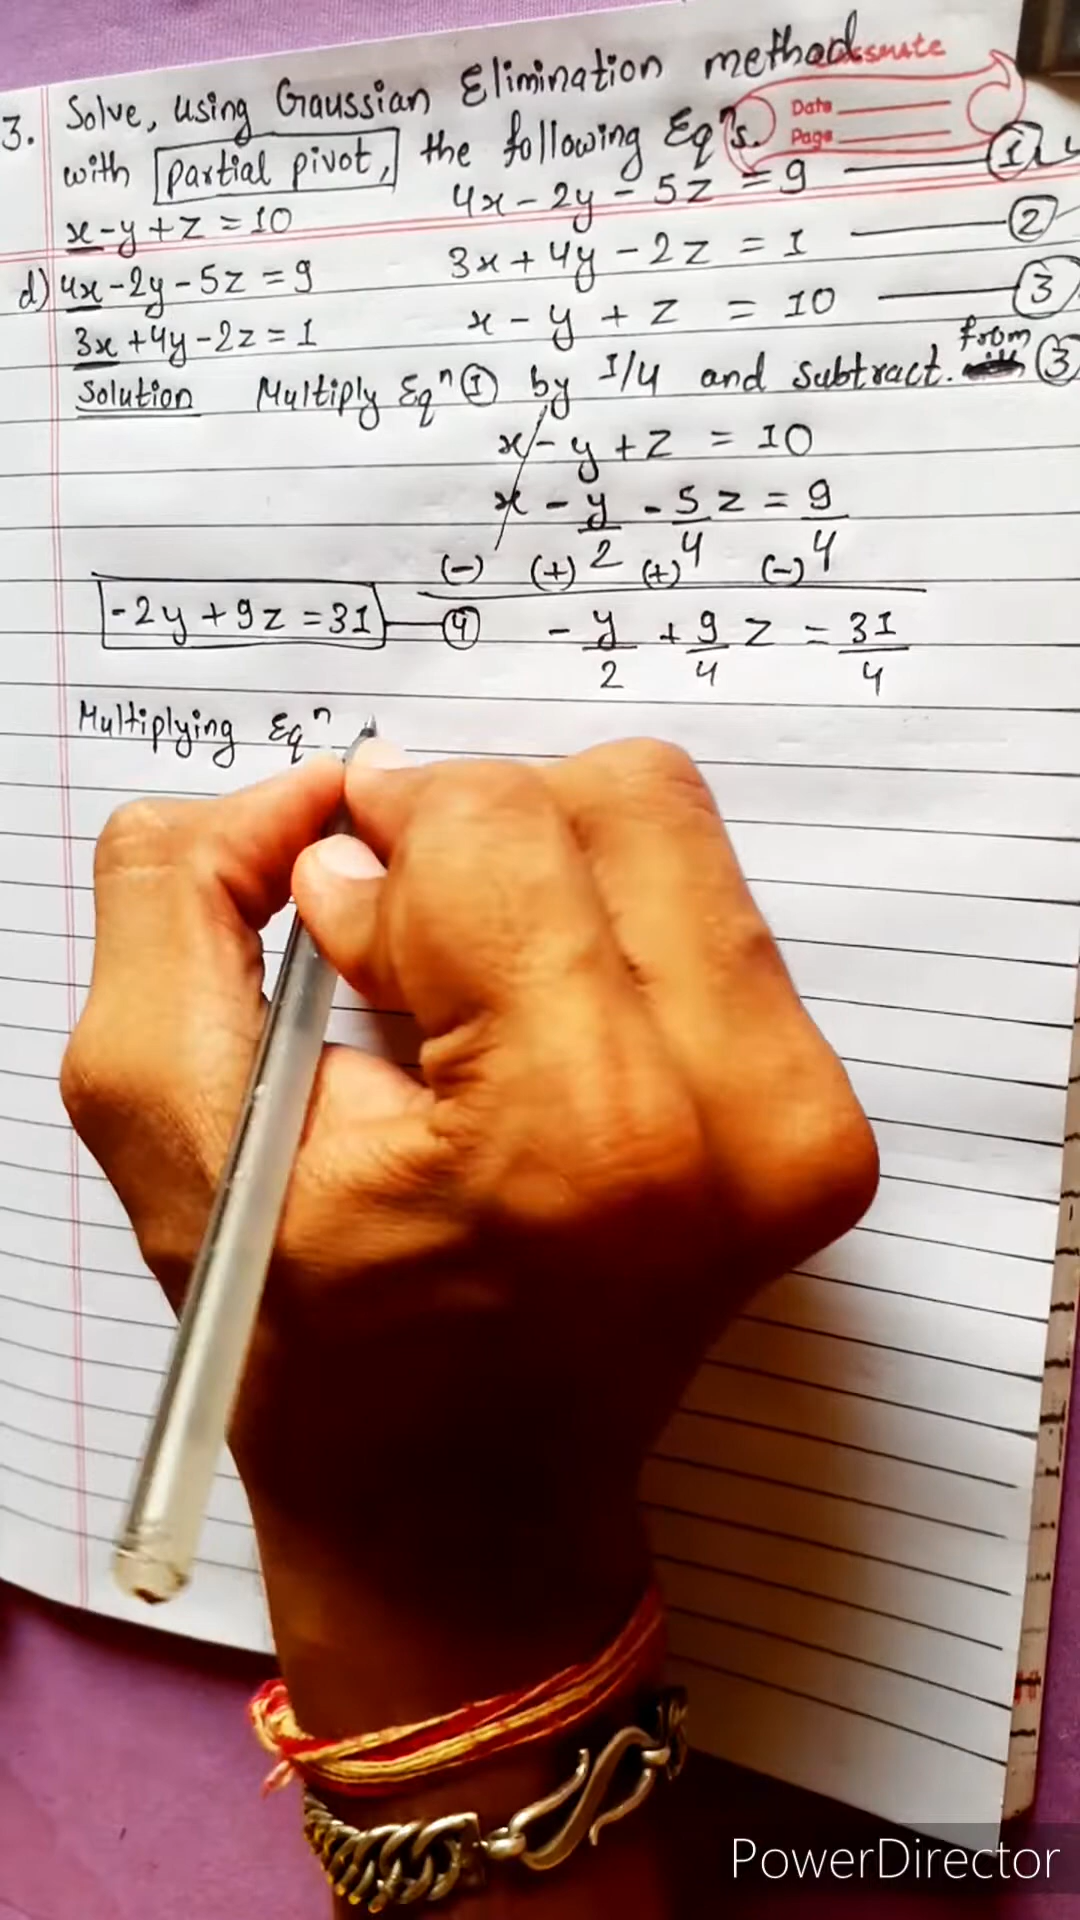 classmate
Date
Page
3. Solve, using Gaussian Elimination method
with partial pivot, the following Eqⁿs.
x - y + z = 10
d) 4x - 2y - 5z = 9
3x + 4y - 2z = 1
4x - 2y - 5z = 9 — ①
3x + 4y - 2z = 1 — ②
x - y + z = 10 — ③
Solution Multiply Eqⁿ ① by 1/4 and subtract. from ③
x - y + z = 10
x - y/2 - 5/4 z = 9/4
(-) (+) (+) (-)
- y/2 + 9/4 z = 31/4
-2y + 9z = 31 — ④
Multiplying Eqⁿ
PowerDirector